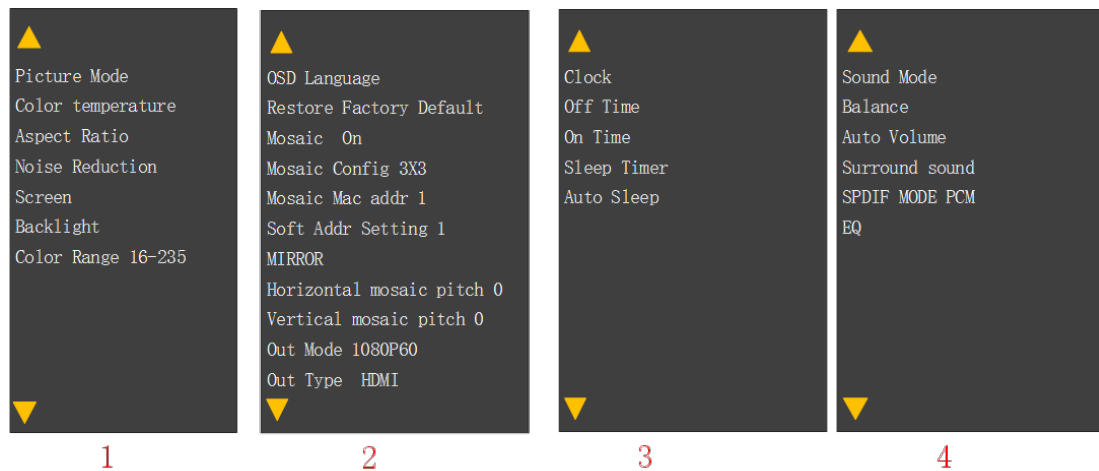 Picture Mode
Color temperature
Aspect Ratio
Noise Reduction
Screen
Backlight
Color Range 16-235
1
OSD Language
Restore Factory Default
Mosaic On
Mosaic Config 3X3
Mosaic Mac addr 1
Soft Addr Setting 1
MIRROR
Horizontal mosaic pitch 0
Vertical mosaic pitch 0
Out Mode 1080P60
Out Type HDMI
2
Clock
Off Time
On Time
Sleep Timer
Auto Sleep
3
Sound Mode
Balance
Auto Volume
Surround sound
SPDIF MODE PCM
EQ
4